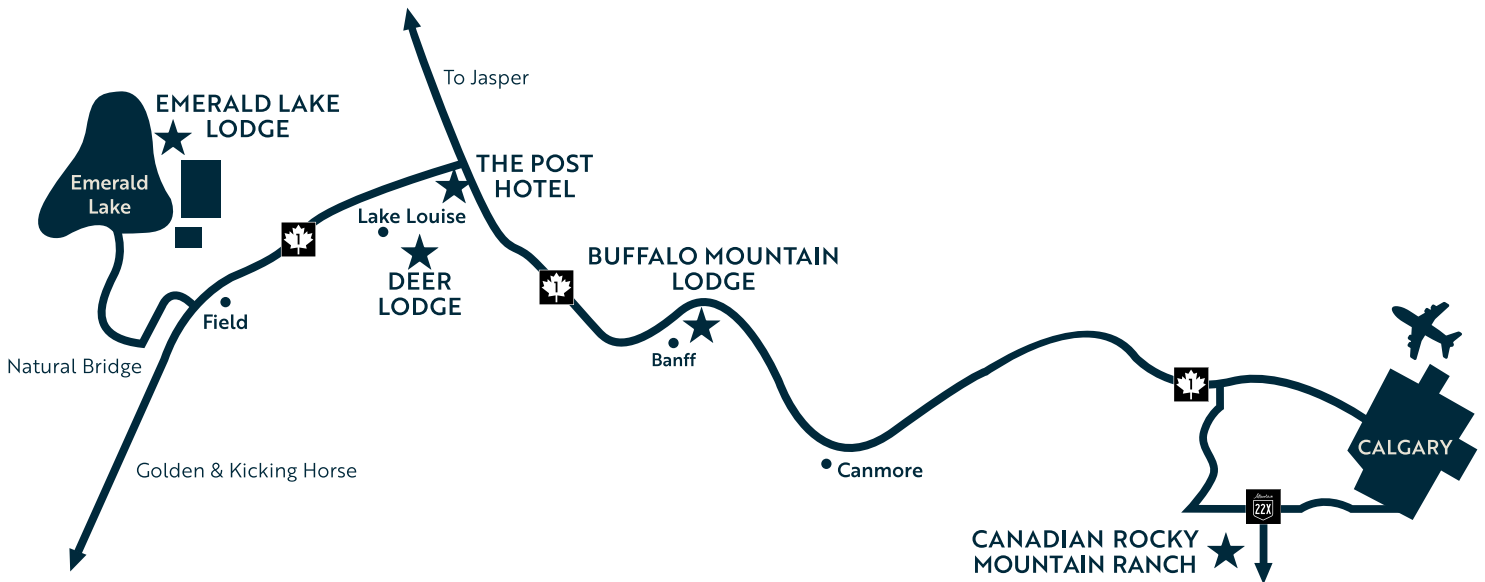 To Jasper
EMERALD LAKE
LODGE
Emerald
Lake
THE POST
HOTEL
Lake Louise
1
DEER
LODGE
1
BUFFALO MOUNTAIN
LODGE
Field
Banff
Natural Bridge
1
CALGARY
Golden & Kicking Horse
Canmore
Alberta
22X
CANADIAN ROCKY
MOUNTAIN RANCH